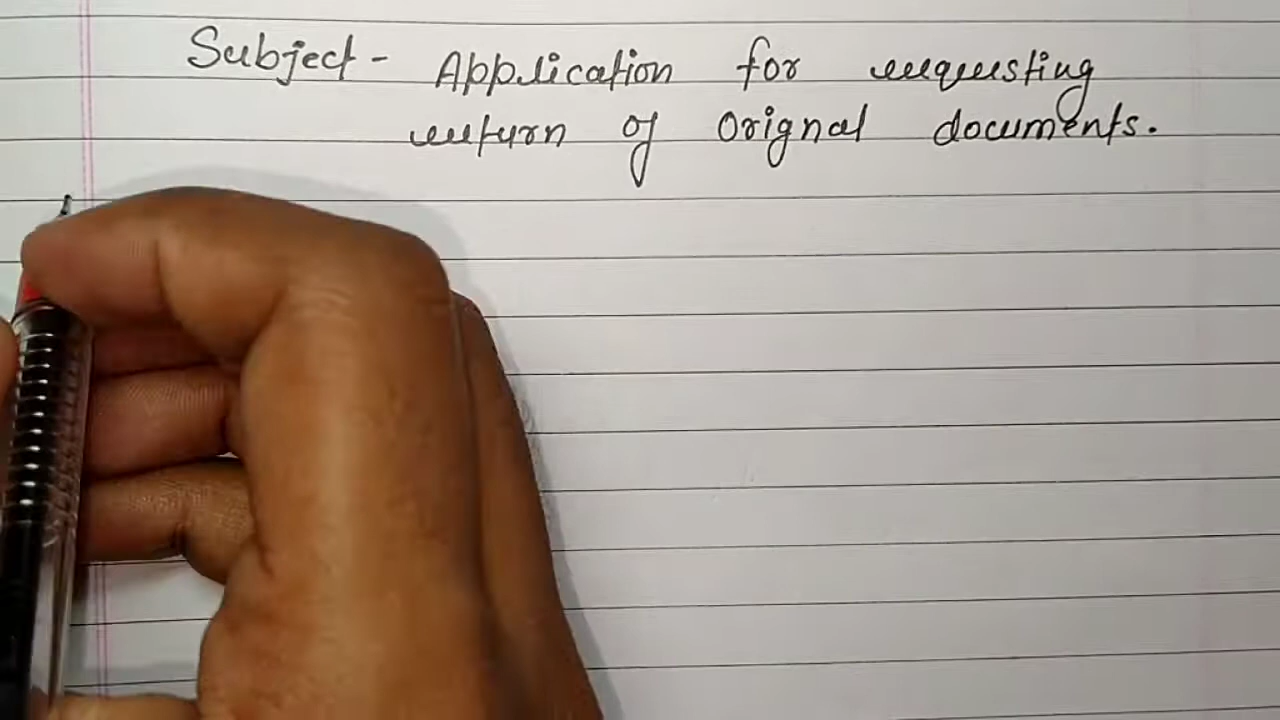 Subject - Application for requesting
return of Orignal documents.